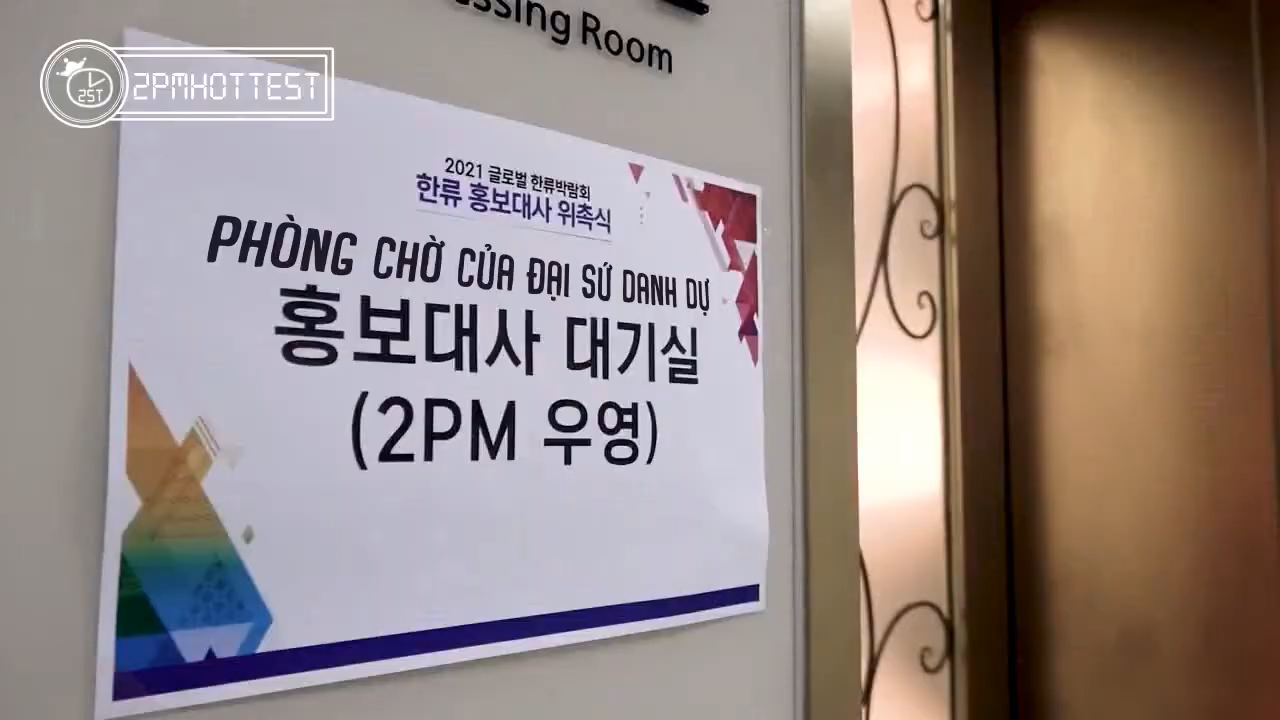 Room
2ST 2PMHOTTEST
2021 글로벌 한류박람회
한류 홍보대사 위촉식
PHÒNG CHỜ CỦA ĐẠI SỨ DANH DỰ
홍보대사 대기실
(2PM 우영)